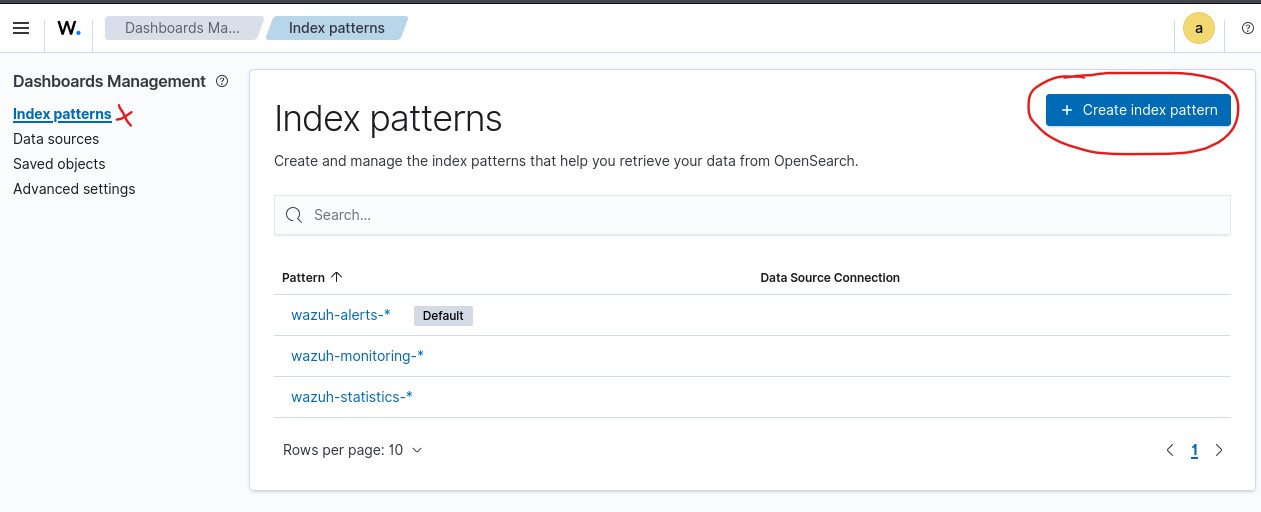 W.
Dashboards Ma...
Index patterns
a
Dashboards Management
Index patterns
Data sources
Saved objects
Advanced settings
Index patterns
+ Create index pattern
Create and manage the index patterns that help you retrieve your data from OpenSearch.
Search...
Pattern ↑ Data Source Connection
wazuh-alerts-* Default
wazuh-monitoring-*
wazuh-statistics-*
Rows per page: 10
1